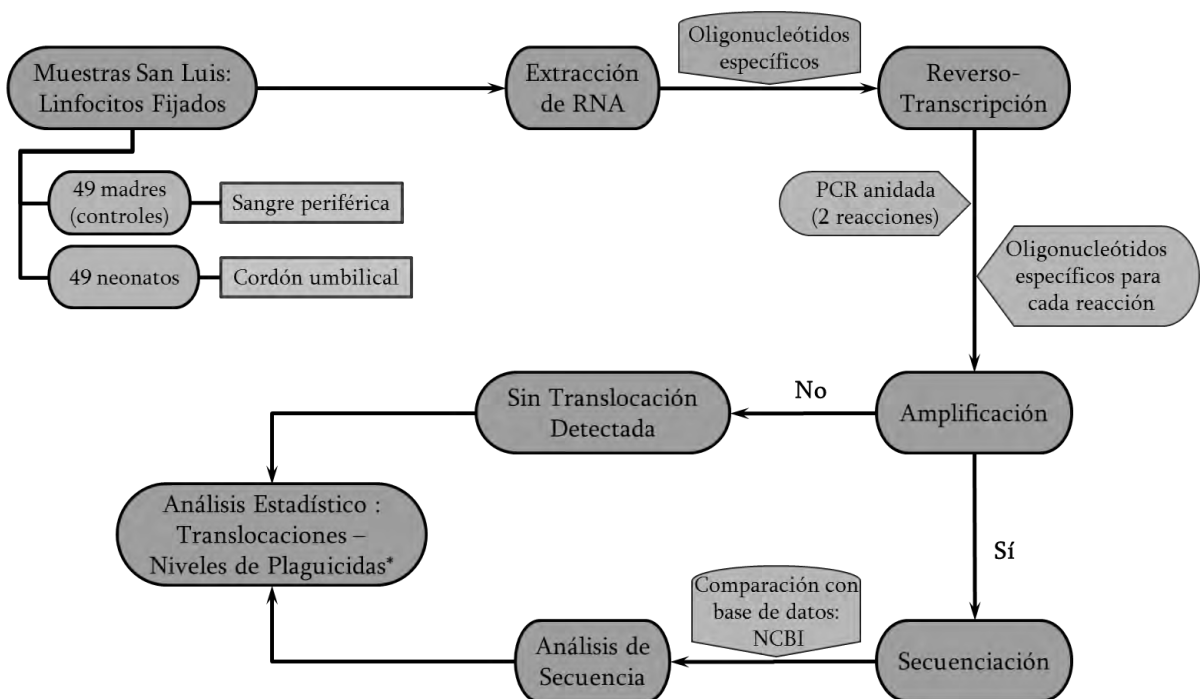 Muestras San Luis:
Linfocitos Fijados
Extracción
de RNA
Oligonucleótidos
específicos
Reverso-
Transcripción
49 madres
(controles)
Sangre periférica
49 neonatos
Cordón umbilical
PCR anidada
(2 reacciones)
Oligonucleótidos
específicos para
cada reacción
Amplificación
No
Sin Translocación
Detectada
Sí
Secuenciación
Comparación con
base de datos:
NCBI
Análisis de
Secuencia
Análisis Estadístico :
Translocaciones –
Niveles de Plaguicidas*